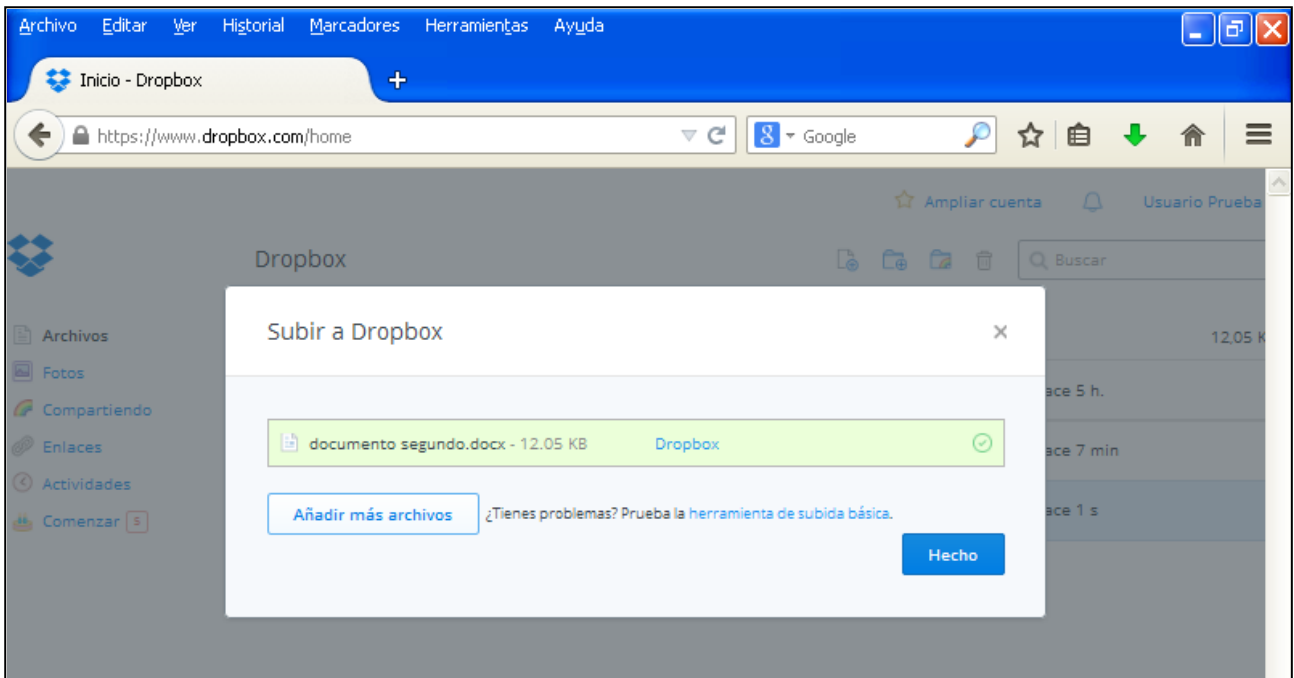 Archivo Editar Ver Historial Marcadores Herramientas Ayuda
Inicio - Dropbox
https://www.dropbox.com/home
8 Google
Ampliar cuenta Usuario Prueba
Dropbox Buscar
Subir a Dropbox
Archivos 12,05 K
Fotos
ace 5 h.
Compartiendo
documento segundo.docx - 12.05 KB Dropbox
Enlaces ace 7 min
Actividades
Añadir más archivos ¿Tienes problemas? Prueba la herramienta de subida básica.
Comenzar 5 ace 1 s
Hecho